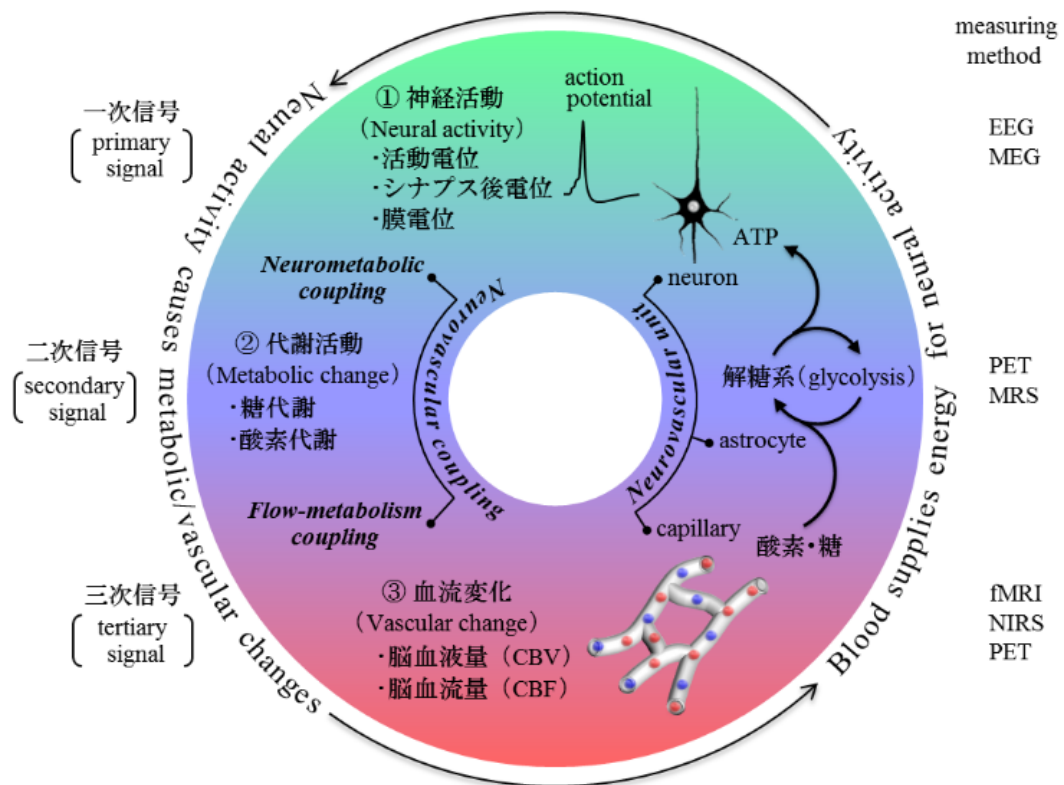 measuring
method
一次信号
primary
signal
① 神経活動
(Neural activity)
・活動電位
・シナプス後電位
・膜電位
action
potential
EEG
MEG
ATP
neuron
Neurometabolic
coupling
Neurovascular coupling
Neurovascular unit
二次信号
secondary
signal
② 代謝活動
(Metabolic change)
・糖代謝
・酸素代謝
解糖系(glycolysis)
PET
MRS
astrocyte
Flow-metabolism
coupling
capillary
酸素・糖
三次信号
tertiary
signal
③ 血流変化
(Vascular change)
・脳血液量(CBV)
・脳血流量(CBF)
fMRI
NIRS
PET
Neural activity causes metabolic/vascular changes
Blood supplies energy for neural activity